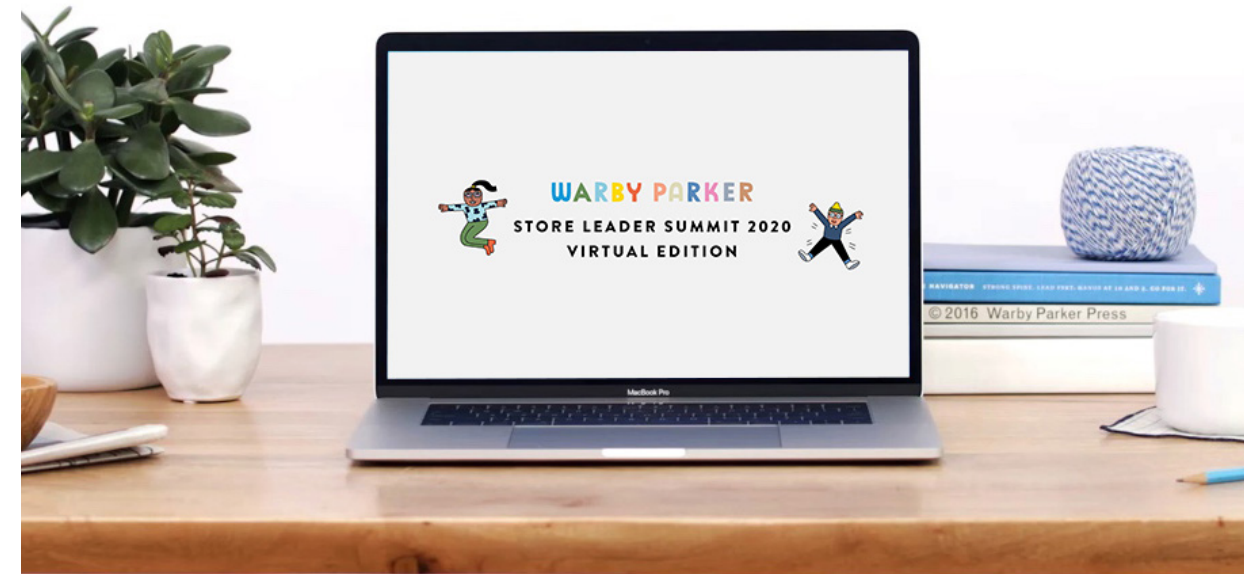 WARBY PARKER
STORE LEADER SUMMIT 2020
VIRTUAL EDITION
NAVIGATOR
© 2016 Warby Parker Press
MacBook Pro